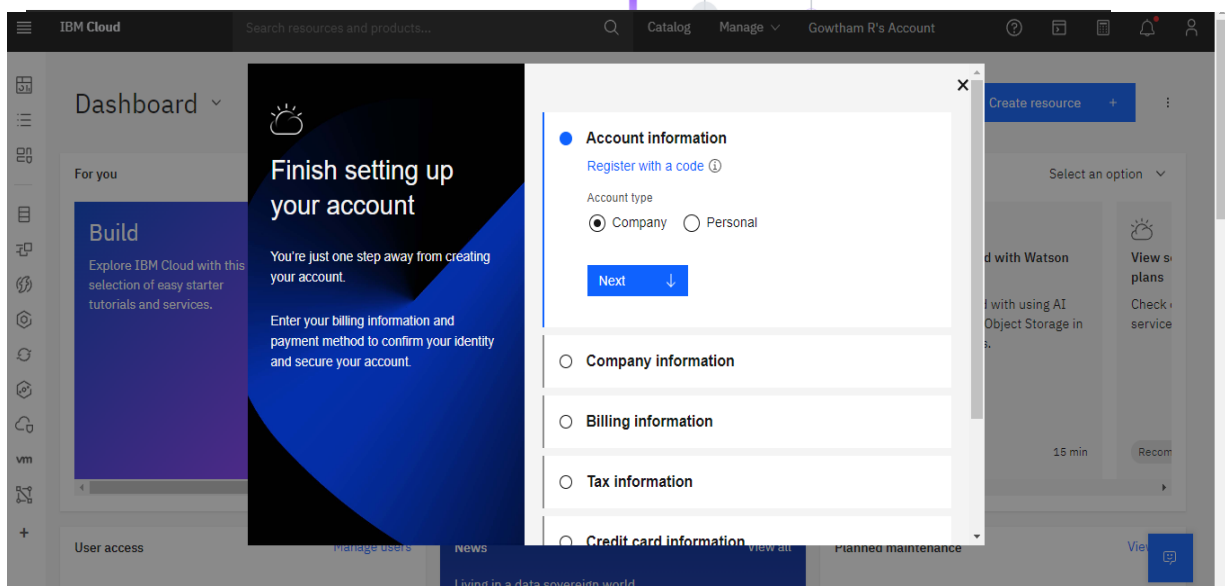 IBM Cloud
Search resources and products...
Catalog
Manage
Gowtham R's Account
Dashboard
Create resource +
For you
Select an option
Build
Explore IBM Cloud with this
selection of easy starter
tutorials and services.
Finish setting up
your account
You're just one step away from creating
your account.
Enter your billing information and
payment method to confirm your identity
and secure your account.
Account information
Register with a code
Account type
Company
Personal
Next
Company information
Billing information
Tax information
Credit card information
d with Watson
d with using AI
Object Storage in
s.
15 min
View s
plans
Check
service
Recom
vm
User access
Manage users
News
View all
Living in a data sovereign world
Planned maintenance
Vie